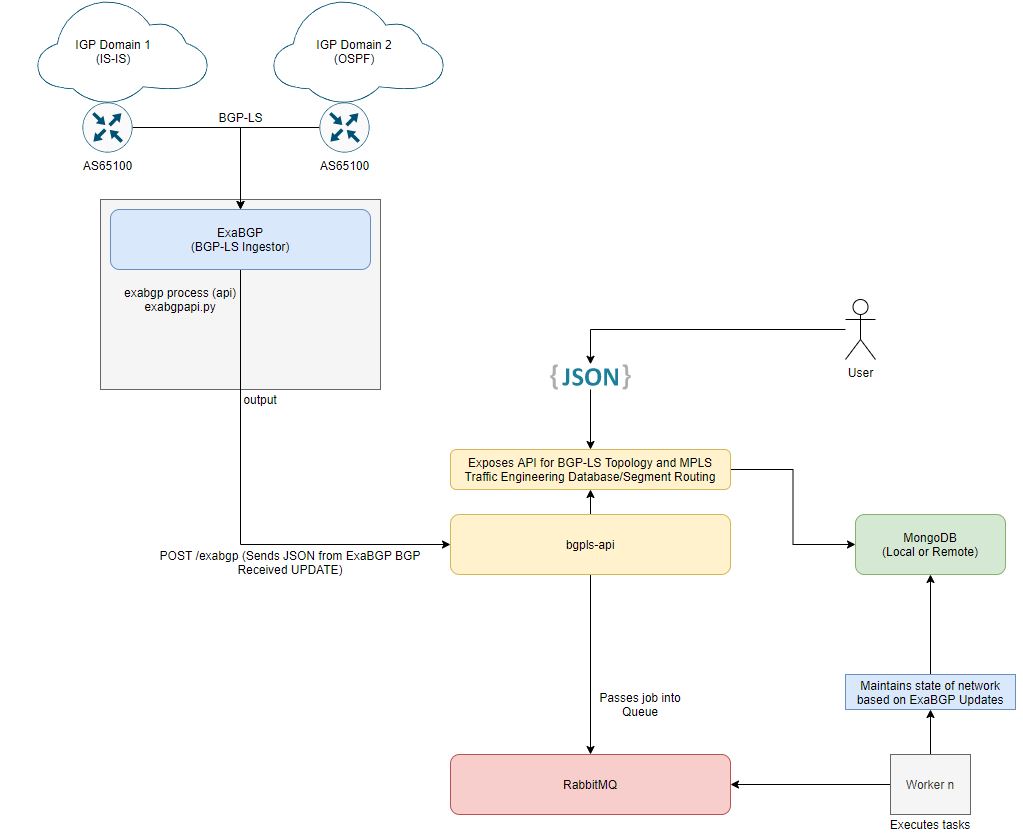 IGP Domain 1
(IS-IS)
IGP Domain 2
(OSPF)
BGP-LS
AS65100
AS65100
ExaBGP
(BGP-LS Ingestor)
exabgp process (api)
exabgpapi.py
output
User
{JSON}
Exposes API for BGP-LS Topology and MPLS
Traffic Engineering Database/Segment Routing
bgpls-api
POST /exabgp (Sends JSON from ExaBGP BGP
Received UPDATE)
MongoDB
(Local or Remote)
Maintains state of network
based on ExaBGP Updates
Passes job into
Queue
RabbitMQ
Worker n
Executes tasks